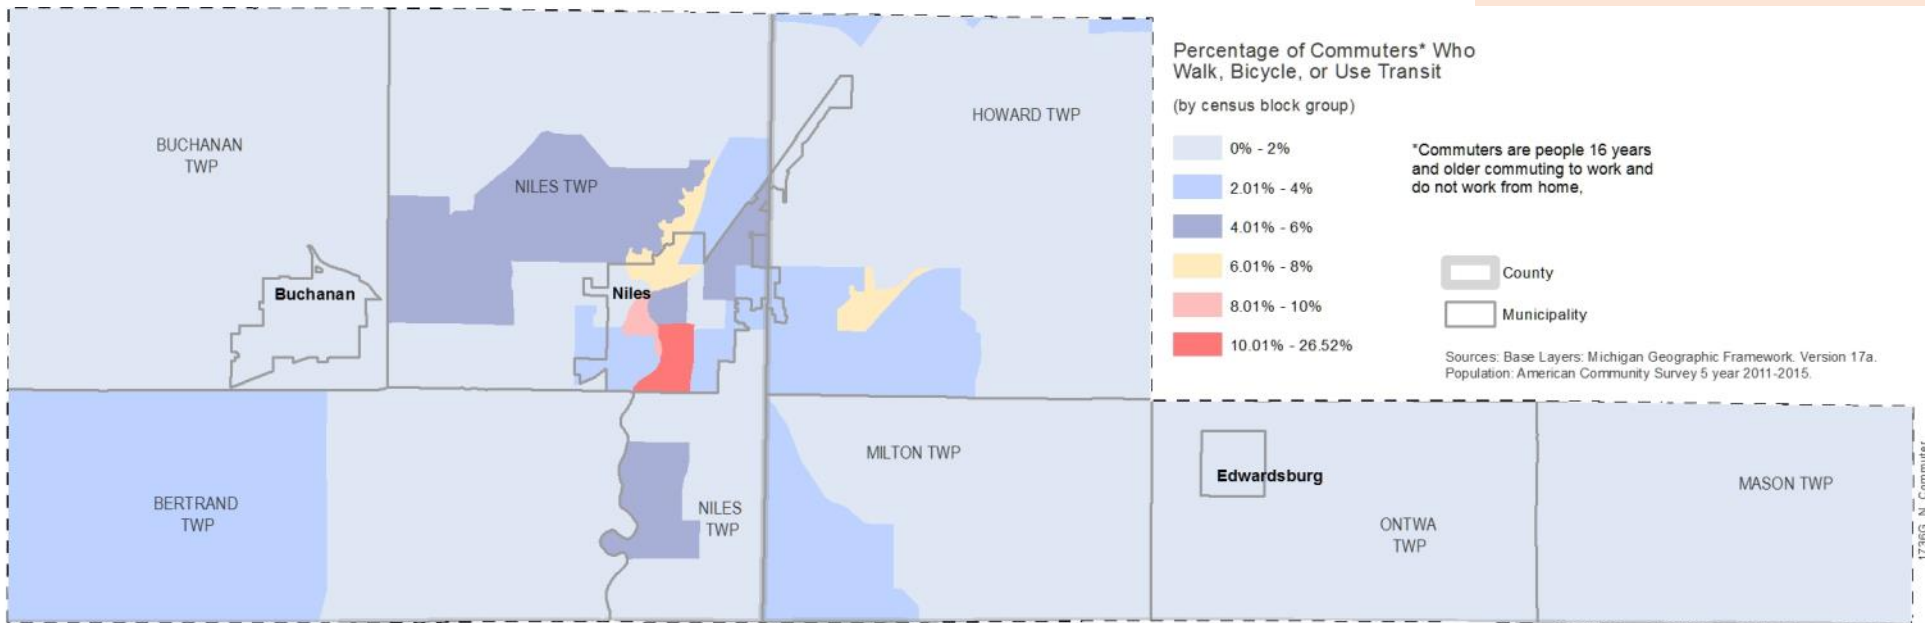 Percentage of Commuters* Who
Walk, Bicycle, or Use Transit
(by census block group)
0% - 2%
2.01% - 4%
4.01% - 6%
6.01% - 8%
8.01% - 10%
10.01% - 26.52%
*Commuters are people 16 years
and older commuting to work and
do not work from home,
County
Municipality
Sources: Base Layers: Michigan Geographic Framework. Version 17a.
Population: American Community Survey 5 year 2011-2015.
BUCHANAN
TWP
NILES TWP
HOWARD TWP
Buchanan
Niles
BERTRAND
TWP
NILES
TWP
MILTON TWP
Edwardsburg
ONTWA
TWP
MASON TWP
1736G_N_Commuter